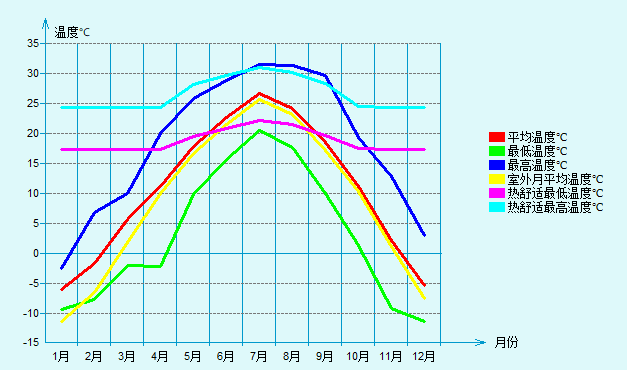 温度℃
35
30
25
20
15
10
5
0
-5
-10
-15
1月 2月 3月 4月 5月 6月 7月 8月 9月 10月 11月 12月
月份
平均温度℃
最低温度℃
最高温度℃
室外月平均温度℃
热舒适最低温度℃
热舒适最高温度℃